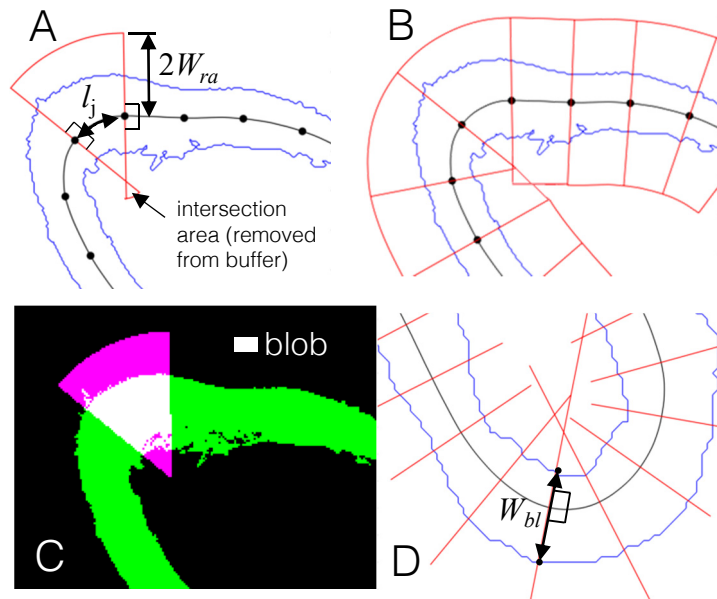 A
2W_ra
l_j
intersection
area (removed
from buffer)
B
blob
C
W_bl
D